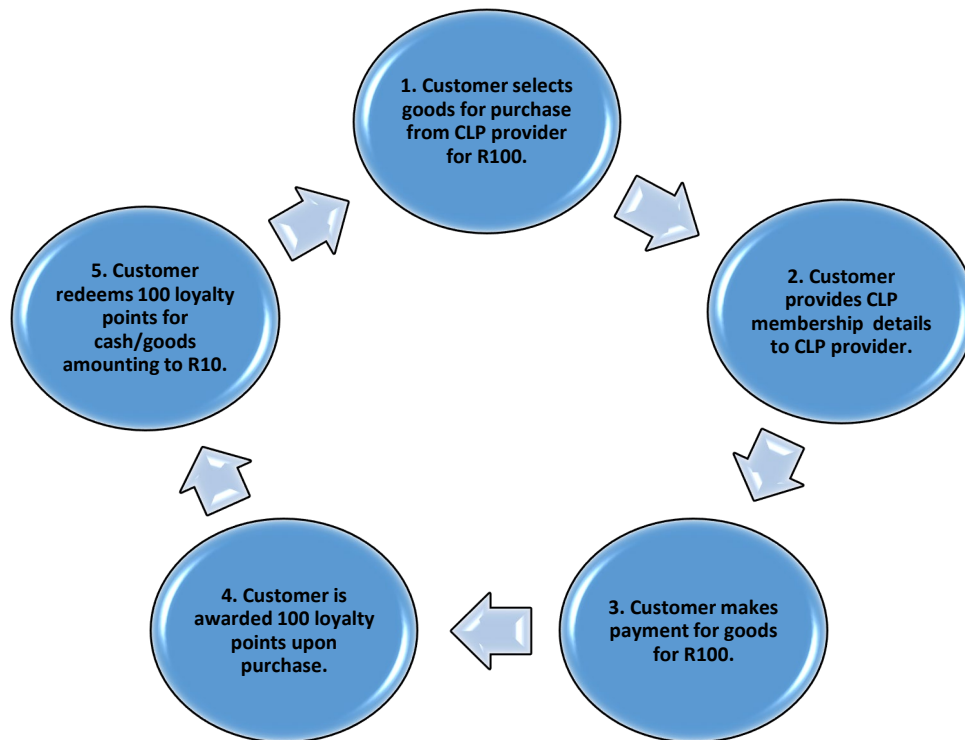 1. Customer selects
goods for purchase
from CLP provider
for R100.
2. Customer
provides CLP
membership details
to CLP provider.
3. Customer makes
payment for goods
for R100.
4. Customer is
awarded 100 loyalty
points upon
purchase.
5. Customer
redeems 100 loyalty
points for
cash/goods
amounting to R10.